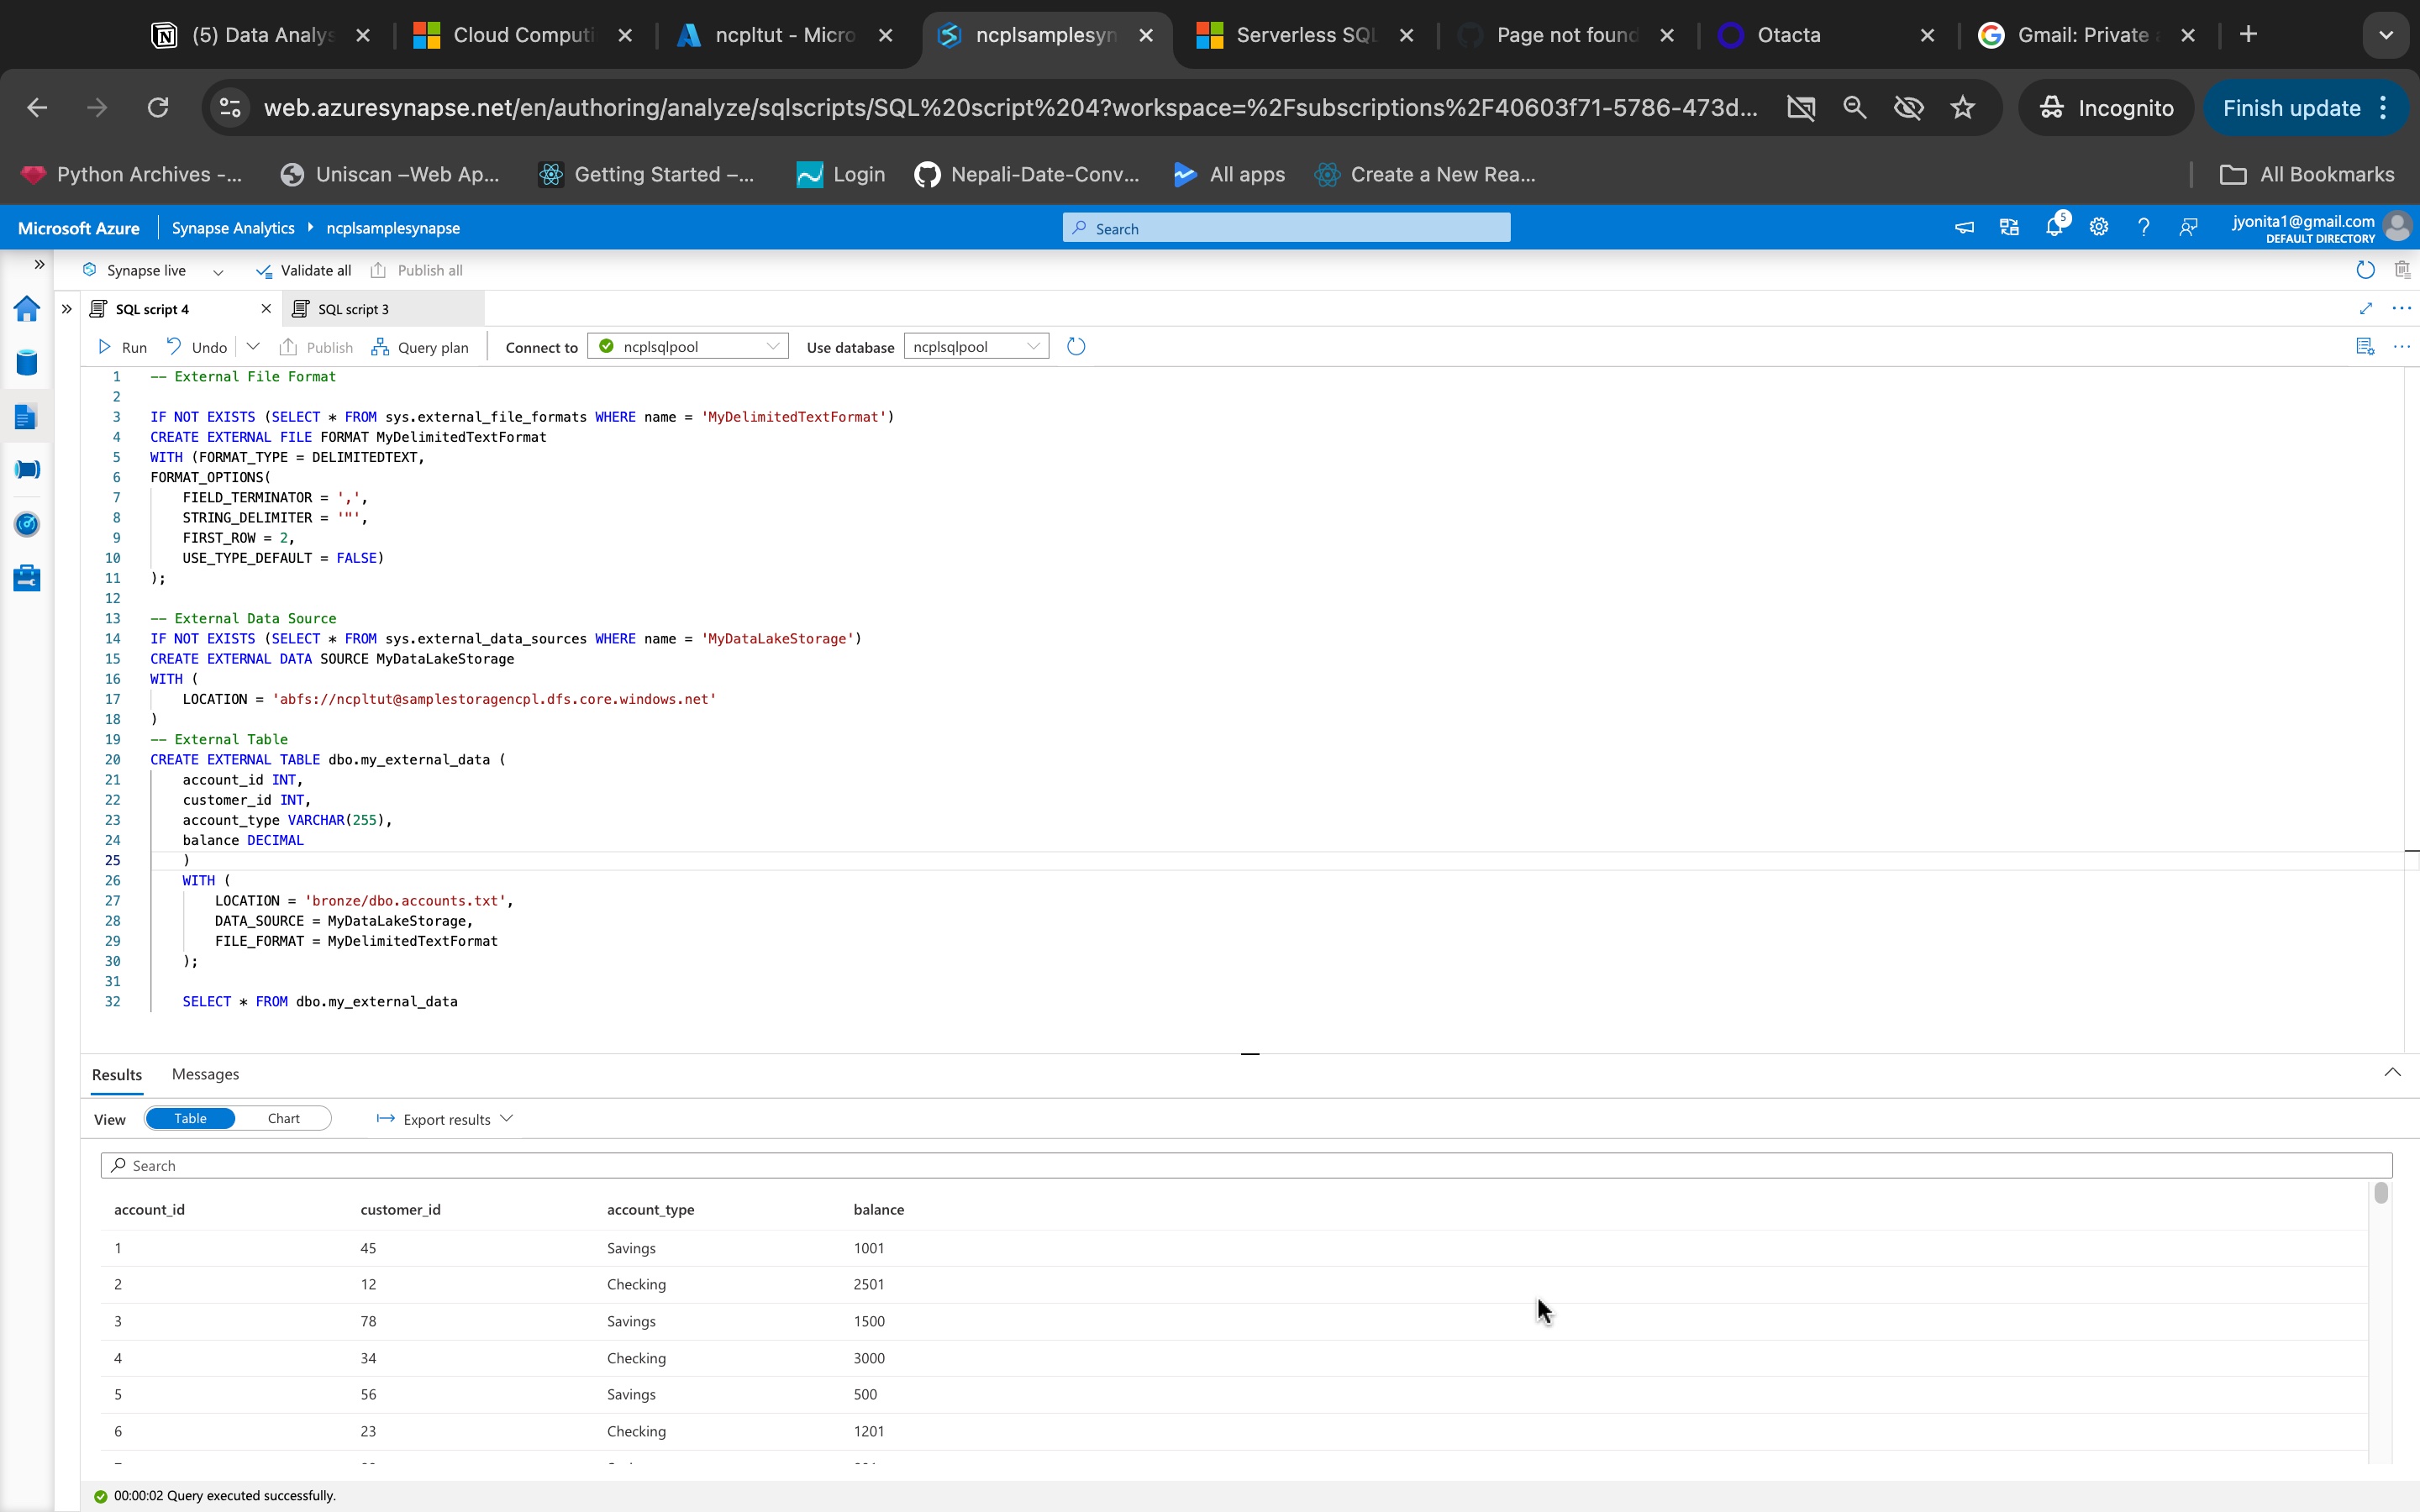 (5) Data Analys
Cloud Computi
ncpltut - Micro
ncplsamplesyn
Serverless SQL
Page not found
Otacta
Gmail: Private
web.azuresynapse.net/en/authoring/analyze/sqlscripts/SQL%20script%204?workspace=%2Fsubscriptions%2F40603f71-5786-473d...
Incognito
Finish update
Python Archives -...
Uniscan –Web Ap...
Getting Started –...
Login
Nepali-Date-Conv...
All apps
Create a New Rea...
All Bookmarks
Microsoft Azure
Synapse Analytics
ncplsamplesynapse
Search
5
jyonita1@gmail.com
DEFAULT DIRECTORY
Synapse live
Validate all
Publish all
SQL script 4
SQL script 3
Run
Undo
Publish
Query plan
Connect to
ncplsqlpool
Use database
ncplsqlpool
1 -- External File Format
2
3 IF NOT EXISTS (SELECT * FROM sys.external_file_formats WHERE name = 'MyDelimitedTextFormat')
4 CREATE EXTERNAL FILE FORMAT MyDelimitedTextFormat
5 WITH (FORMAT_TYPE = DELIMITEDTEXT,
6 FORMAT_OPTIONS(
7 FIELD_TERMINATOR = ',',
8 STRING_DELIMITER = '"',
9 FIRST_ROW = 2,
10 USE_TYPE_DEFAULT = FALSE)
11 );
12
13 -- External Data Source
14 IF NOT EXISTS (SELECT * FROM sys.external_data_sources WHERE name = 'MyDataLakeStorage')
15 CREATE EXTERNAL DATA SOURCE MyDataLakeStorage
16 WITH (
17 LOCATION = 'abfs://ncpltut@samplestoragencpl.dfs.core.windows.net'
18 )
19 -- External Table
20 CREATE EXTERNAL TABLE dbo.my_external_data (
21 account_id INT,
22 customer_id INT,
23 account_type VARCHAR(255),
24 balance DECIMAL
25 )
26 WITH (
27 LOCATION = 'bronze/dbo.accounts.txt',
28 DATA_SOURCE = MyDataLakeStorage,
29 FILE_FORMAT = MyDelimitedTextFormat
30 );
31
32 SELECT * FROM dbo.my_external_data
Results
Messages
View
Table
Chart
Export results
Search
account_id customer_id account_type balance
1 45 Savings 1001
2 12 Checking 2501
3 78 Savings 1500
4 34 Checking 3000
5 56 Savings 500
6 23 Checking 1201
00:00:02 Query executed successfully.